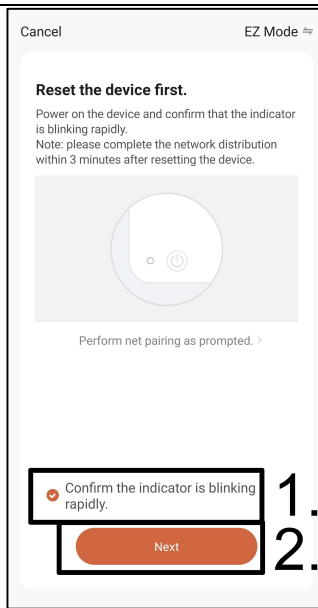 Cancel EZ Mode ⇋
Reset the device first.
Power on the device and confirm that the indicator
is blinking rapidly.
Note: please complete the network distribution
within 3 minutes after resetting the device.
Perform net pairing as prompted. >
Confirm the indicator is blinking
rapidly.
1.
Next
2.